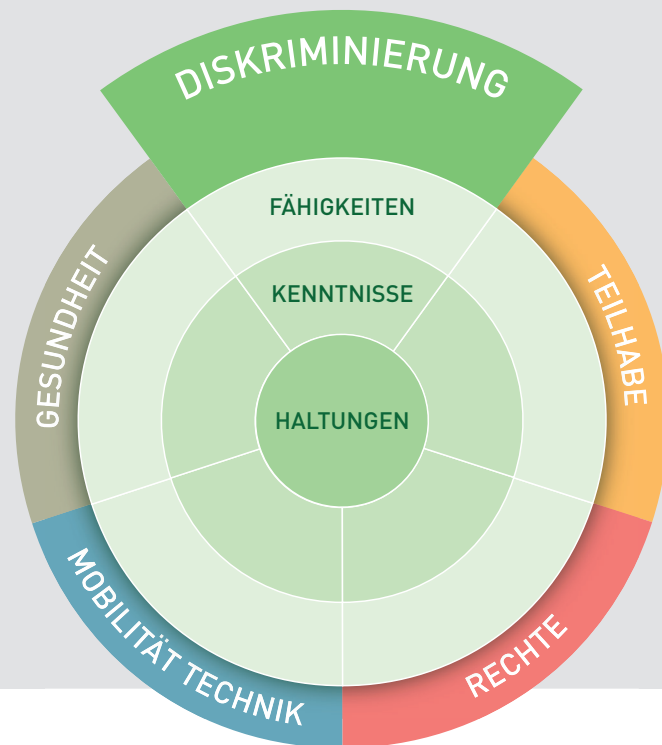 DISKRIMINIERUNG
FÄHIGKEITEN
KENNTNISSE
HALTUNGEN
GESUNDHEIT
TEILHABE
MOBILITÄT TECHNIK
RECHTE